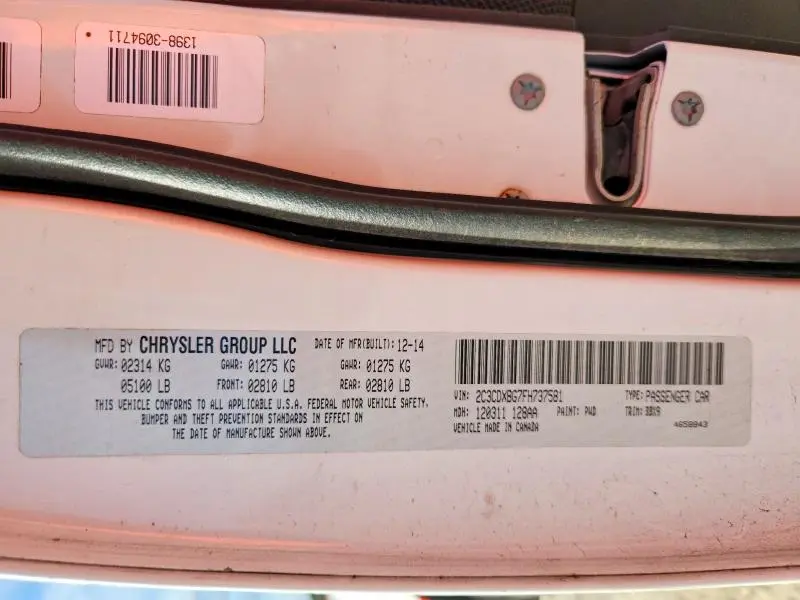 1398-3094711
MFD BY CHRYSLER GROUP LLC DATE OF MFR(BUILT): 12-14
GVWR: 02314 KG GAWR: 01275 KG GAWR: 01275 KG
05100 LB FRONT: 02810 LB REAR: 02810 LB
THIS VEHICLE CONFORMS TO ALL APPLICABLE U.S.A. FEDERAL MOTOR VEHICLE SAFETY,
BUMPER AND THEFT PREVENTION STANDARDS IN EFFECT ON
THE DATE OF MANUFACTURE SHOWN ABOVE.
VIN: 2C3CDXBG7FH737581 TYPE: PASSENGER CAR
MDH: 120311 128AA PAINT: PWD TRIM: BBX9
VEHICLE MADE IN CANADA 4658843